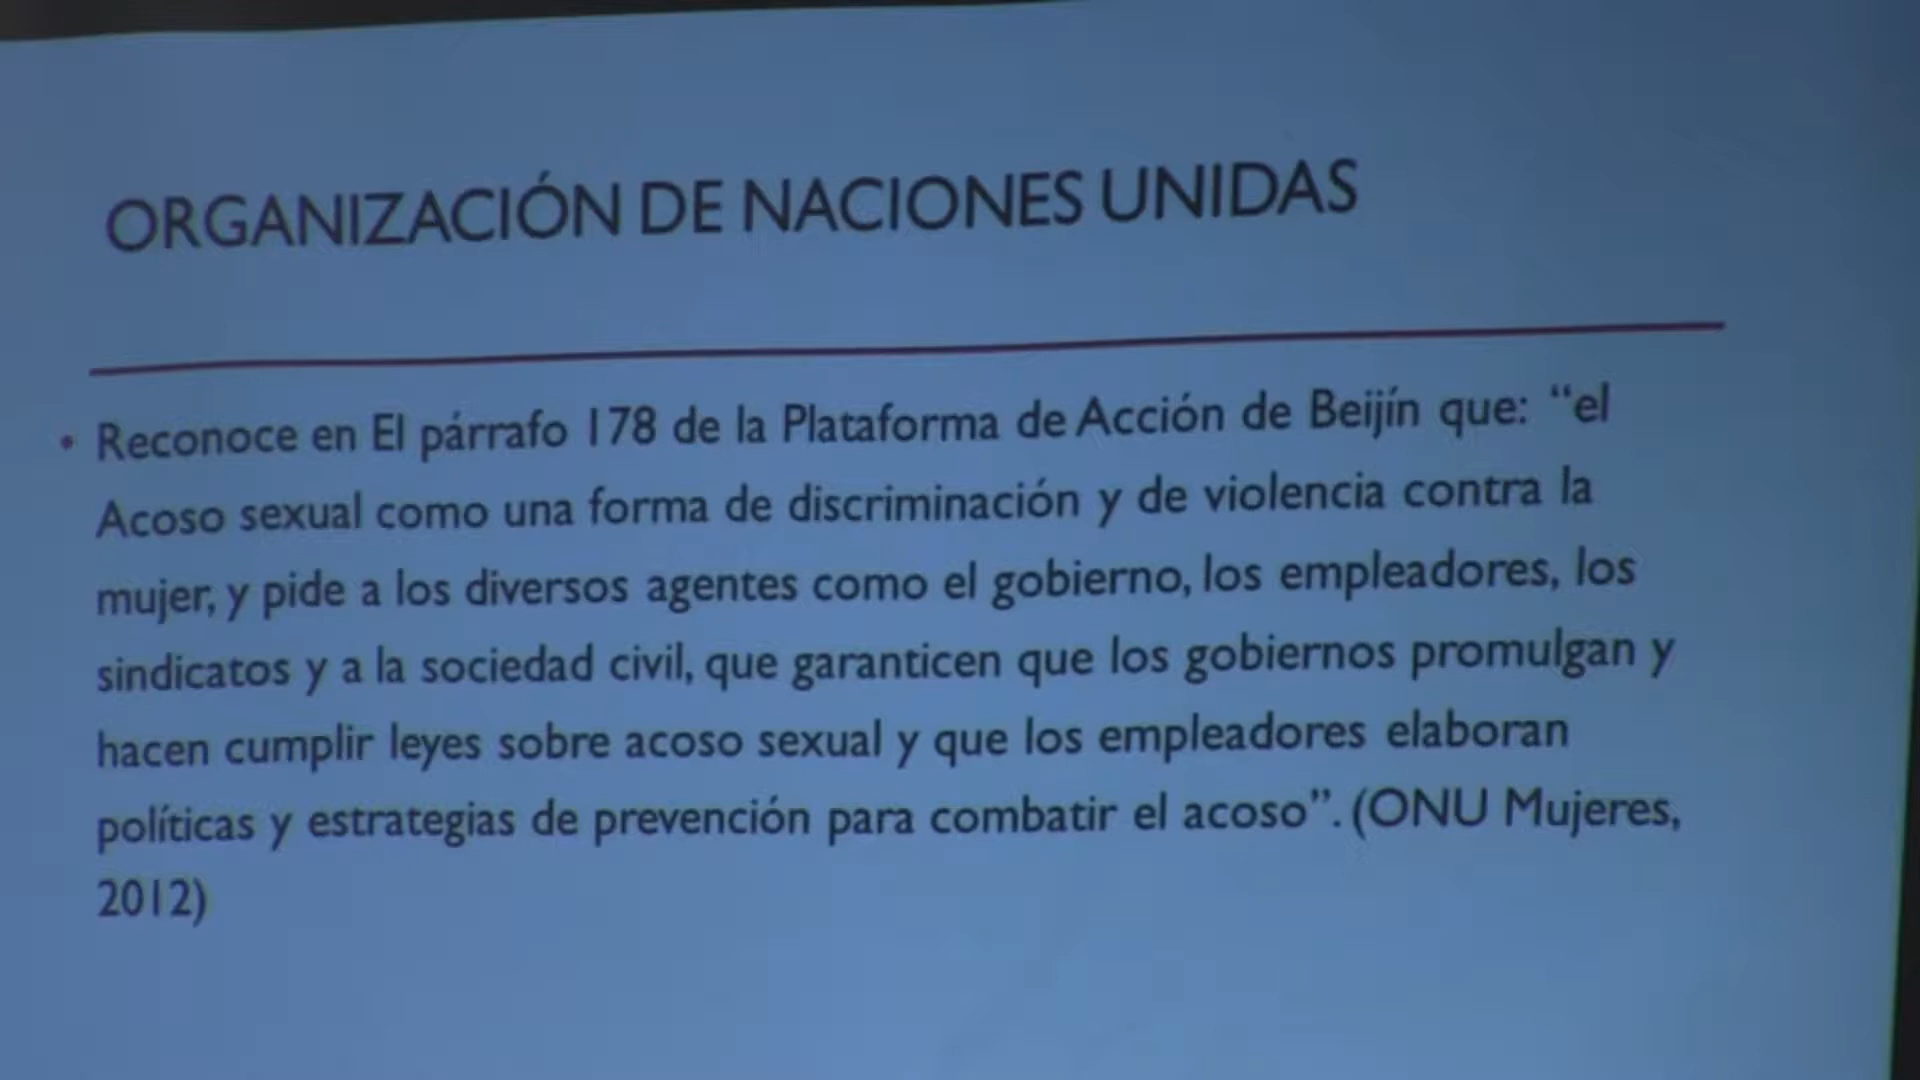 ORGANIZACIÓN DE NACIONES UNIDAS
• Reconoce en El párrafo 178 de la Plataforma de Acción de Beijín que: “el
Acoso sexual como una forma de discriminación y de violencia contra la
mujer, y pide a los diversos agentes como el gobierno, los empleadores, los
sindicatos y a la sociedad civil, que garanticen que los gobiernos promulgan y
hacen cumplir leyes sobre acoso sexual y que los empleadores elaboran
políticas y estrategias de prevención para combatir el acoso”. (ONU Mujeres,
2012)